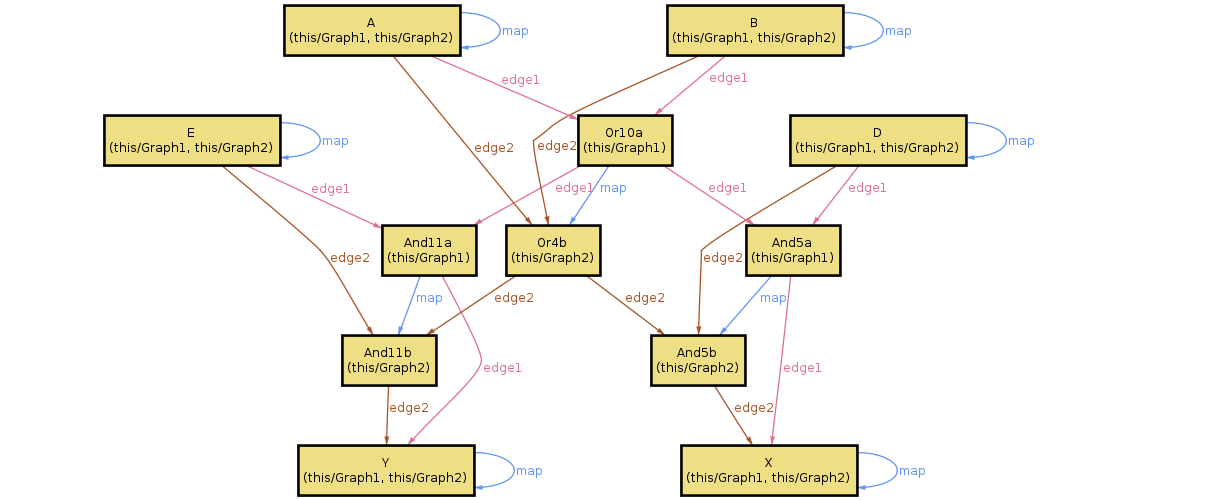 A
(this/Graph1, this/Graph2)
map
B
(this/Graph1, this/Graph2)
map
edge1
edge1
E
(this/Graph1, this/Graph2)
map
edge2
edge2
Or10a
(this/Graph1)
D
(this/Graph1, this/Graph2)
map
edge1
edge1
map
edge1
edge1
And11a
(this/Graph1)
Or4b
(this/Graph2)
And5a
(this/Graph1)
edge2
edge2
map
edge2
edge2
map
And11b
(this/Graph2)
edge1
And5b
(this/Graph2)
edge1
edge2
edge2
Y
(this/Graph1, this/Graph2)
map
X
(this/Graph1, this/Graph2)
map